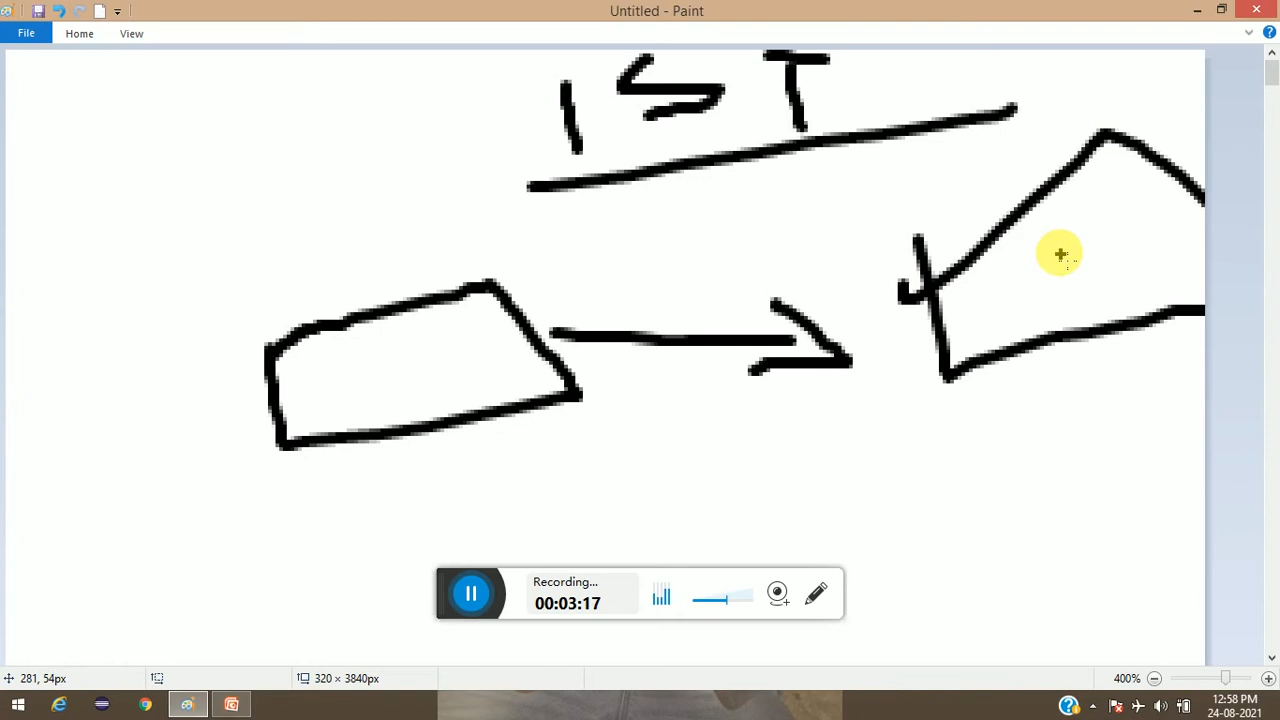 Untitled - Paint
File Home View
1ST
Recording...
00:03:17
281, 54px
320 × 3840px
400%
12:58 PM
24-08-2021